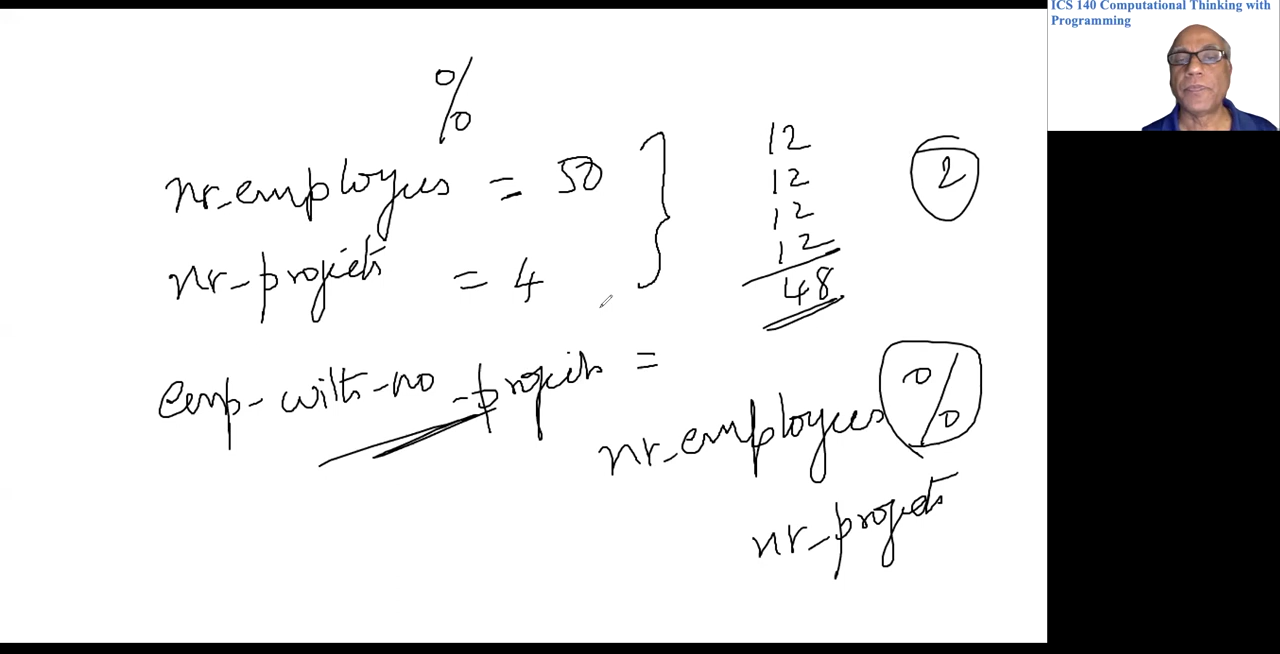 ICS 140 Computational Thinking with
Programming
%
nr_employees = 50
nr_projects = 4
12
12
12
12
48
2
emp_with_no_projects =
nr_employees %
nr_projects